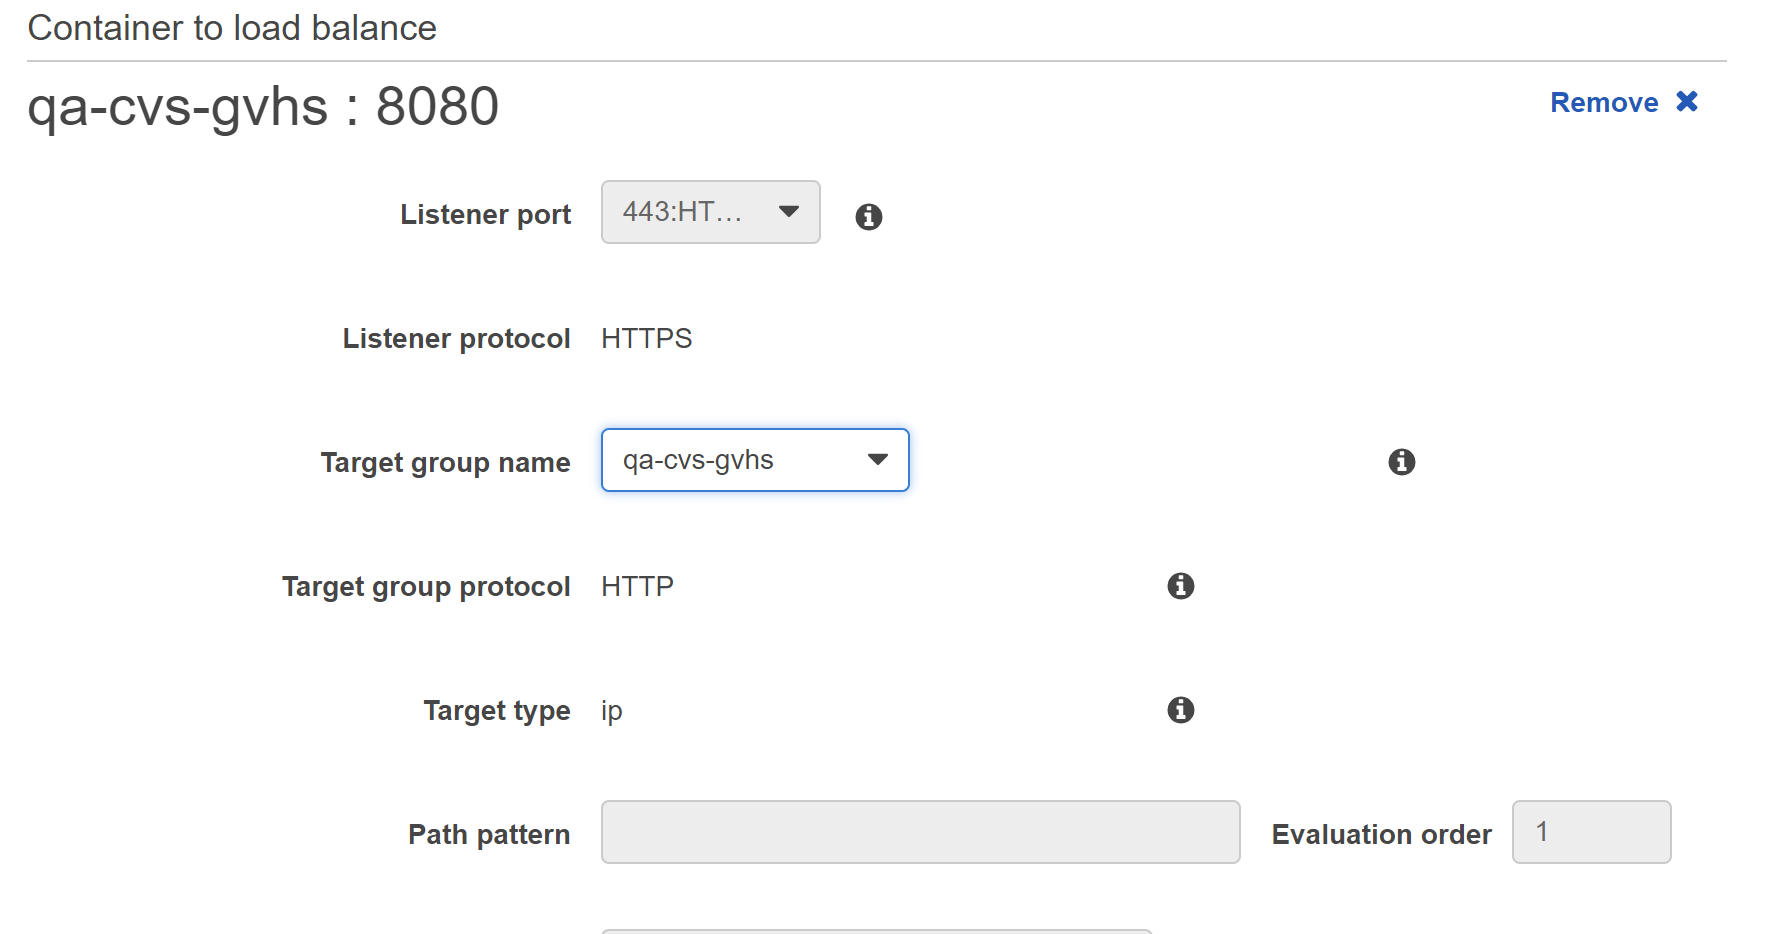 Container to load balance
qa-cvs-gvhs : 8080
Remove
Listener port 443:HT...
Listener protocol HTTPS
Target group name qa-cvs-gvhs
Target group protocol HTTP
Target type ip
Path pattern Evaluation order 1